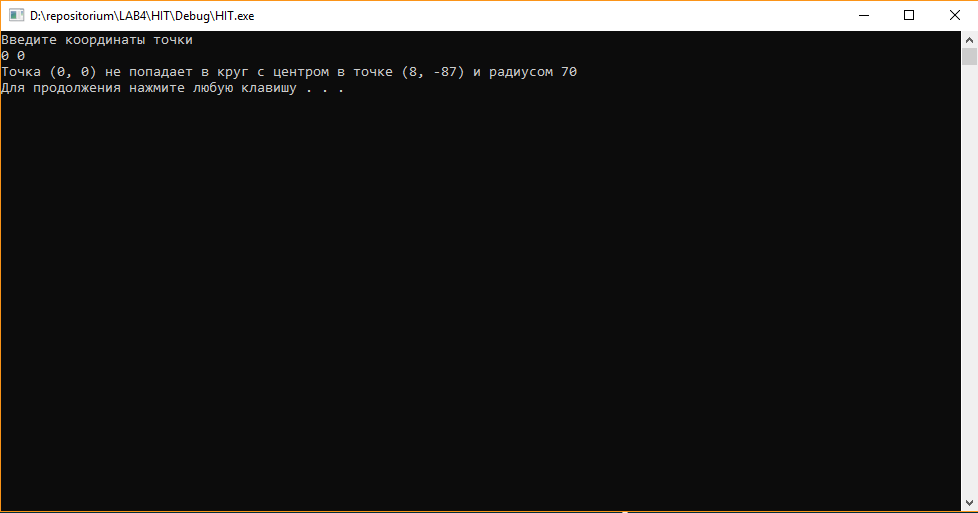 D:\repositorium\LAB4\HIT\Debug\HIT.exe
Введите координаты точки
0 0
Точка (0, 0) не попадает в круг с центром в точке (8, -87) и радиусом 70
Для продолжения нажмите любую клавишу . . .